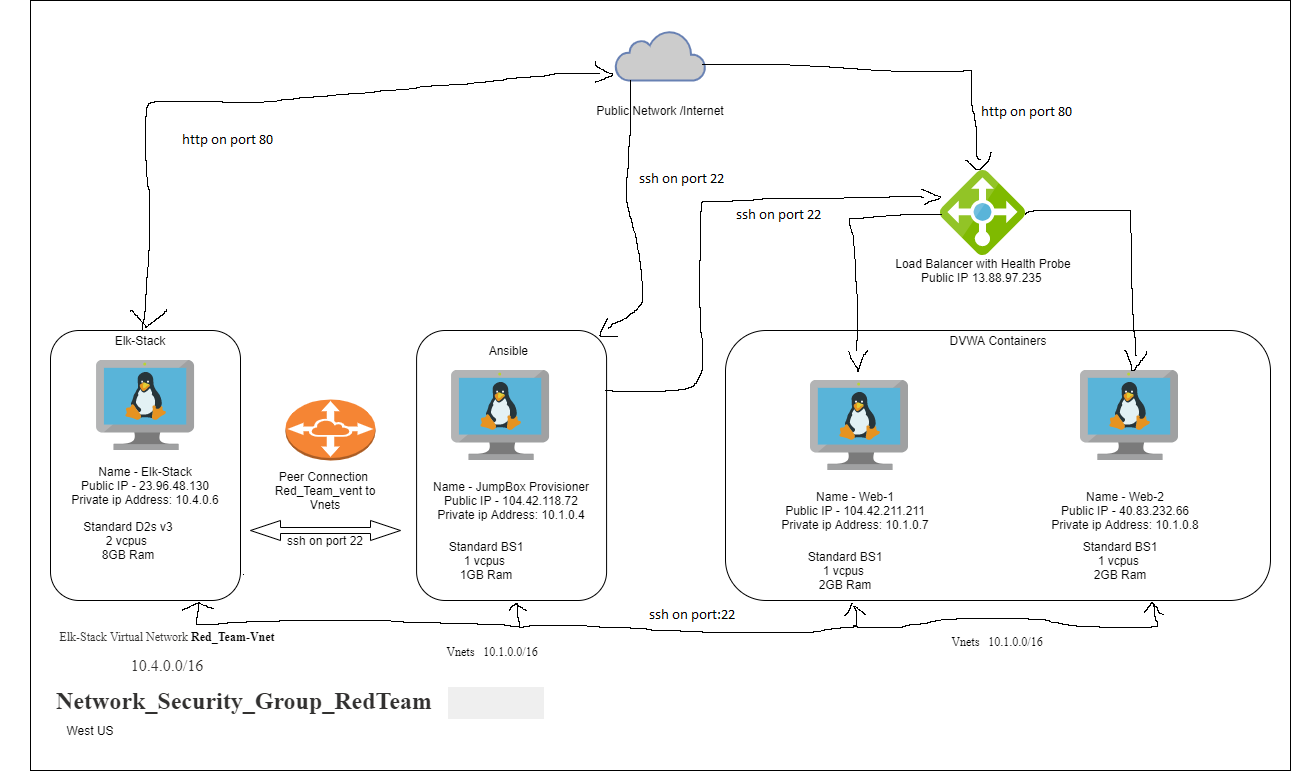 Public Network /Internet
http on port 80
http on port 80
ssh on port 22
ssh on port 22
Load Balancer with Health Probe
Public IP 13.88.97.235
Elk-Stack
Name - Elk-Stack
Public IP - 23.96.48.130
Private ip Address: 10.4.0.6
Standard D2s v3
2 vcpus
8GB Ram
Peer Connection
Red_Team_vent to
Vnets
ssh on port 22
Ansible
Name - JumpBox Provisioner
Public IP - 104.42.118.72
Private ip Address: 10.1.0.4
Standard BS1
1 vcpus
1GB Ram
DVWA Containers
Name - Web-1
Public IP - 104.42.211.211
Private ip Address: 10.1.0.7
Standard BS1
1 vcpus
2GB Ram
Name - Web-2
Public IP - 40.83.232.66
Private ip Address: 10.1.0.8
Standard BS1
1 vcpus
2GB Ram
ssh on port:22
Elk-Stack Virtual Network Red_Team-Vnet
10.4.0.0/16
Vnets 10.1.0.0/16
Vnets 10.1.0.0/16
Network_Security_Group_RedTeam
West US